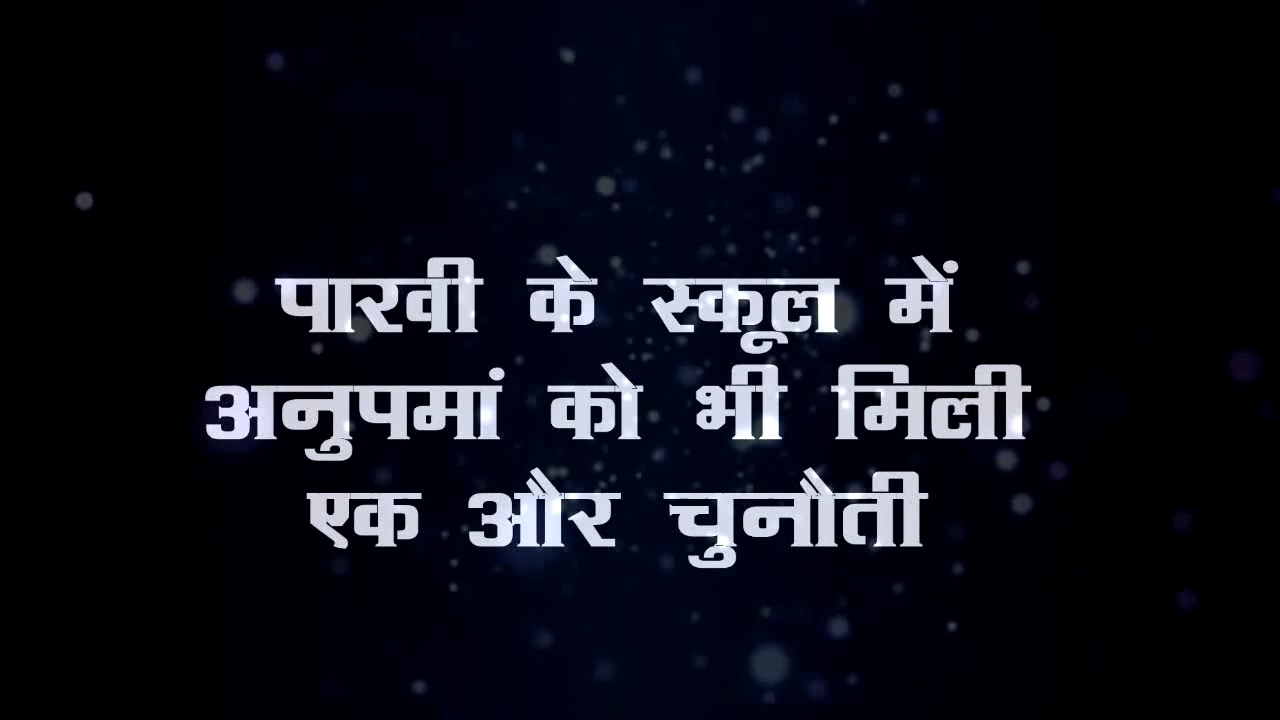 पारवी के स्कूल में
अनुपमां को भी मिली
एक और चुनौती